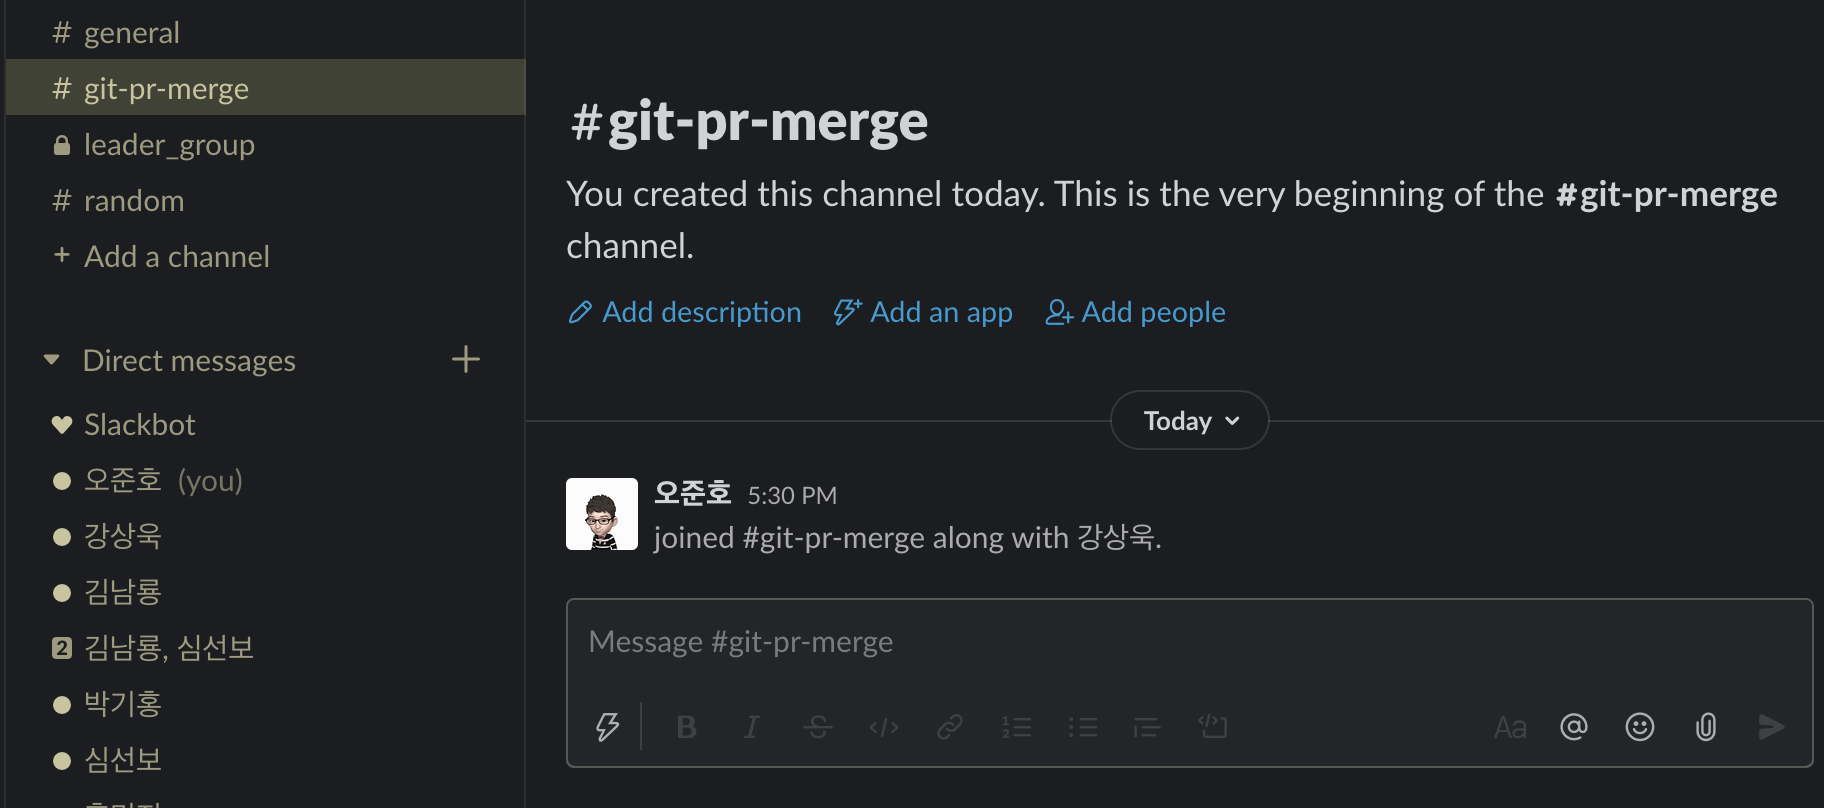 # general
# git-pr-merge
leader_group
# random
+ Add a channel
Direct messages
Slackbot
오준호 (you)
강상욱
김남룡
2 김남룡, 심선보
박기홍
심선보
#git-pr-merge
You created this channel today. This is the very beginning of the #git-pr-merge
channel.
Add description Add an app Add people
Today
오준호 5:30 PM
joined #git-pr-merge along with 강상욱.
Message #git-pr-merge
B I S </> Aa @